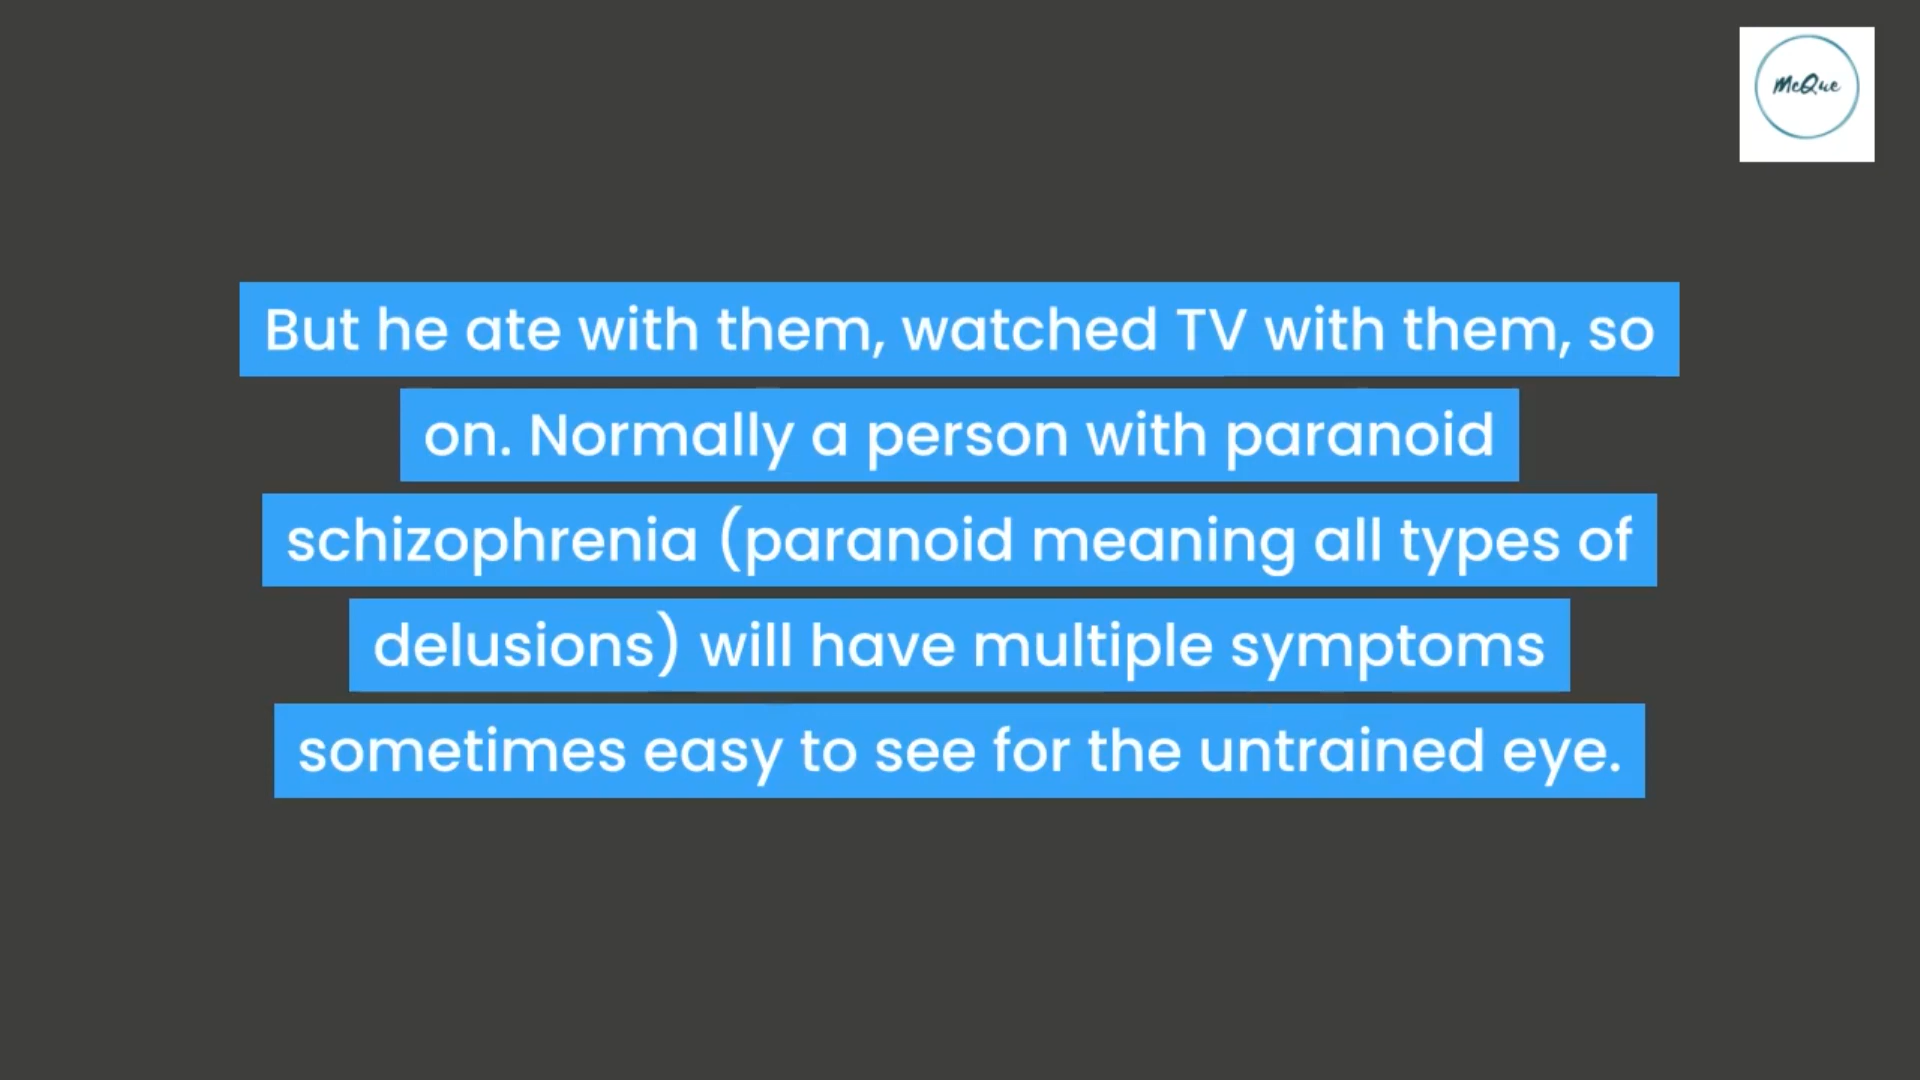 McQue
But he ate with them, watched TV with them, so
on. Normally a person with paranoid
schizophrenia (paranoid meaning all types of
delusions) will have multiple symptoms
sometimes easy to see for the untrained eye.